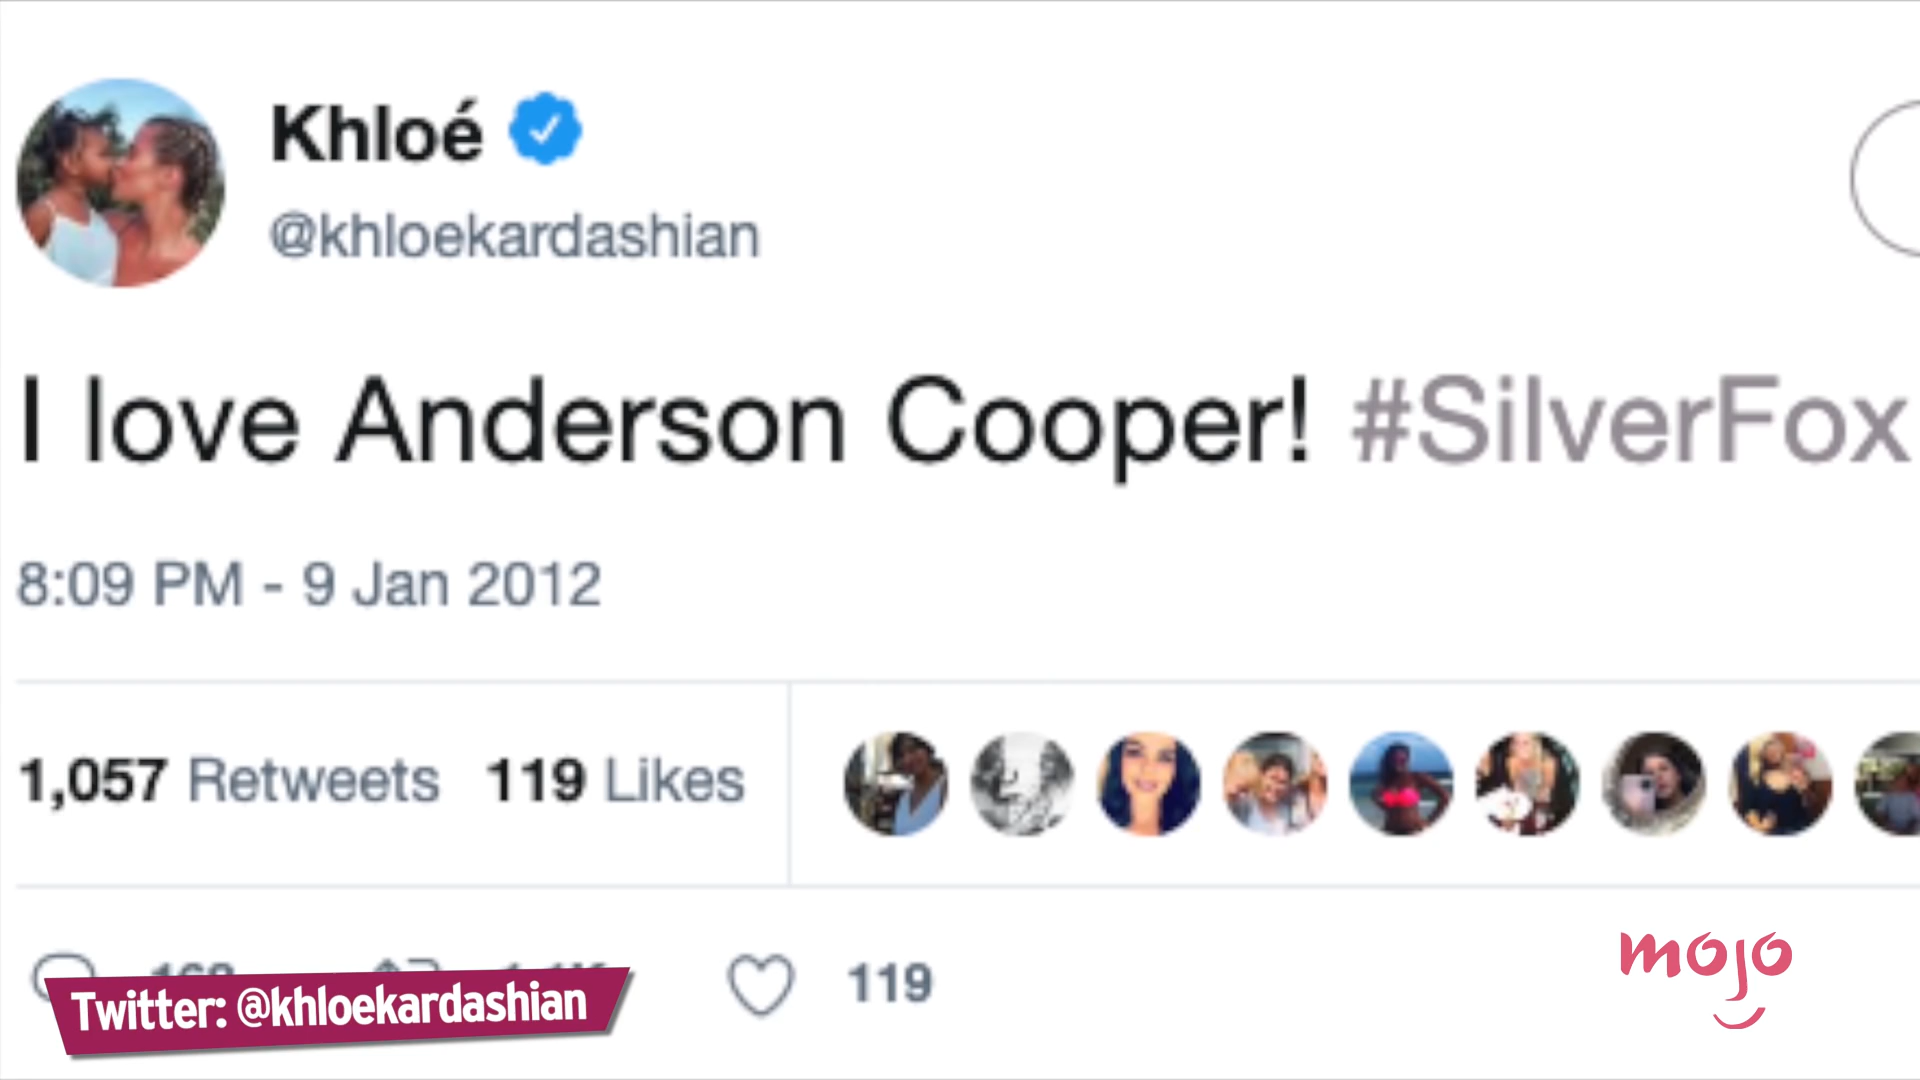 Khloé
@khloekardashian
I love Anderson Cooper! #SilverFox
8:09 PM - 9 Jan 2012
1,057 Retweets 119 Likes
119
Twitter: @khloekardashian
mojo